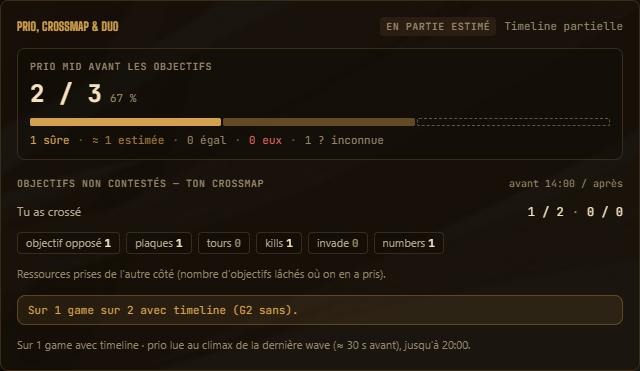 PRIO, CROSSMAP & DUO
EN PARTIE ESTIMÉ Timeline partielle
PRIO MID AVANT LES OBJECTIFS
2 / 3 67 %
1 sûre · ≈ 1 estimée · 0 égal · 0 eux · 1 ? inconnue
OBJECTIFS NON CONTESTÉS — TON CROSSMAP avant 14:00 / après
Tu as crossé 1 / 2 · 0 / 0
objectif opposé 1 plaques 1 tours 0 kills 1 invade 0 numbers 1
Ressources prises de l'autre côté (nombre d'objectifs lâchés où on en a pris).
Sur 1 game sur 2 avec timeline (G2 sans).
Sur 1 game avec timeline · prio lue au climax de la dernière wave (≈ 30 s avant), jusqu'à 20:00.